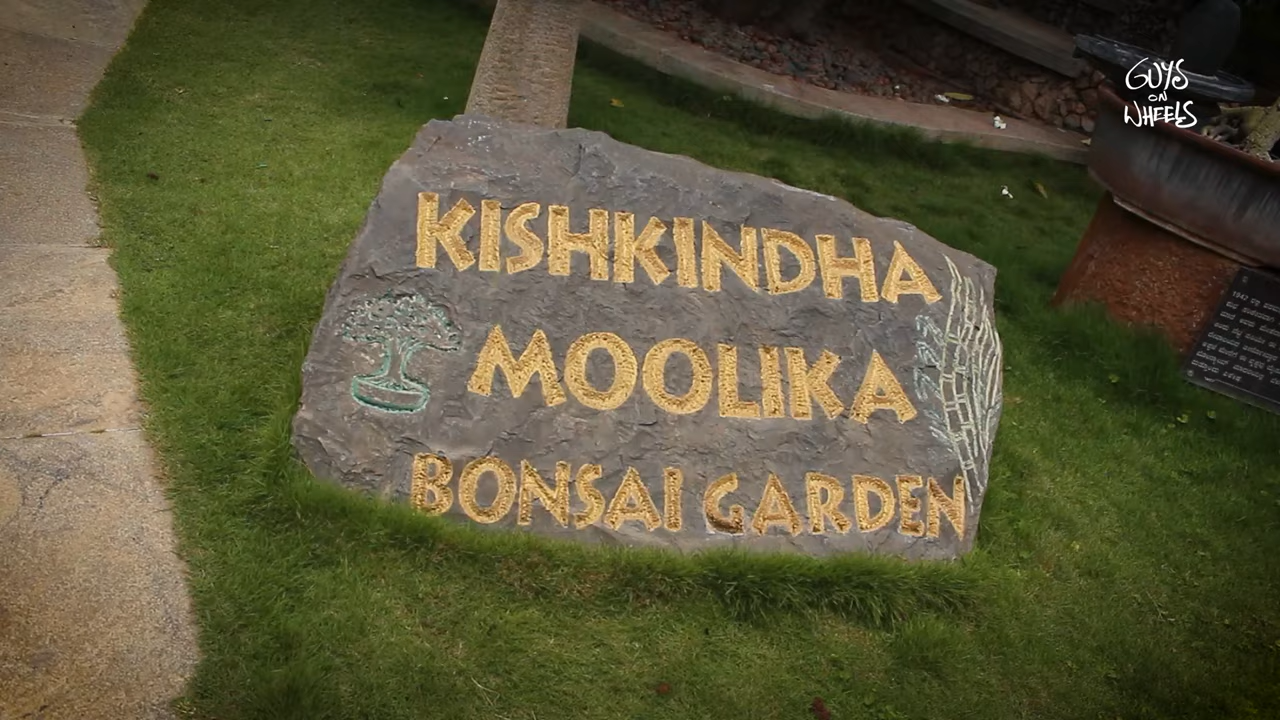 GUYS
ON
WHEELS
KISHKINDHA
MOOLIKA
BONSAI GARDEN